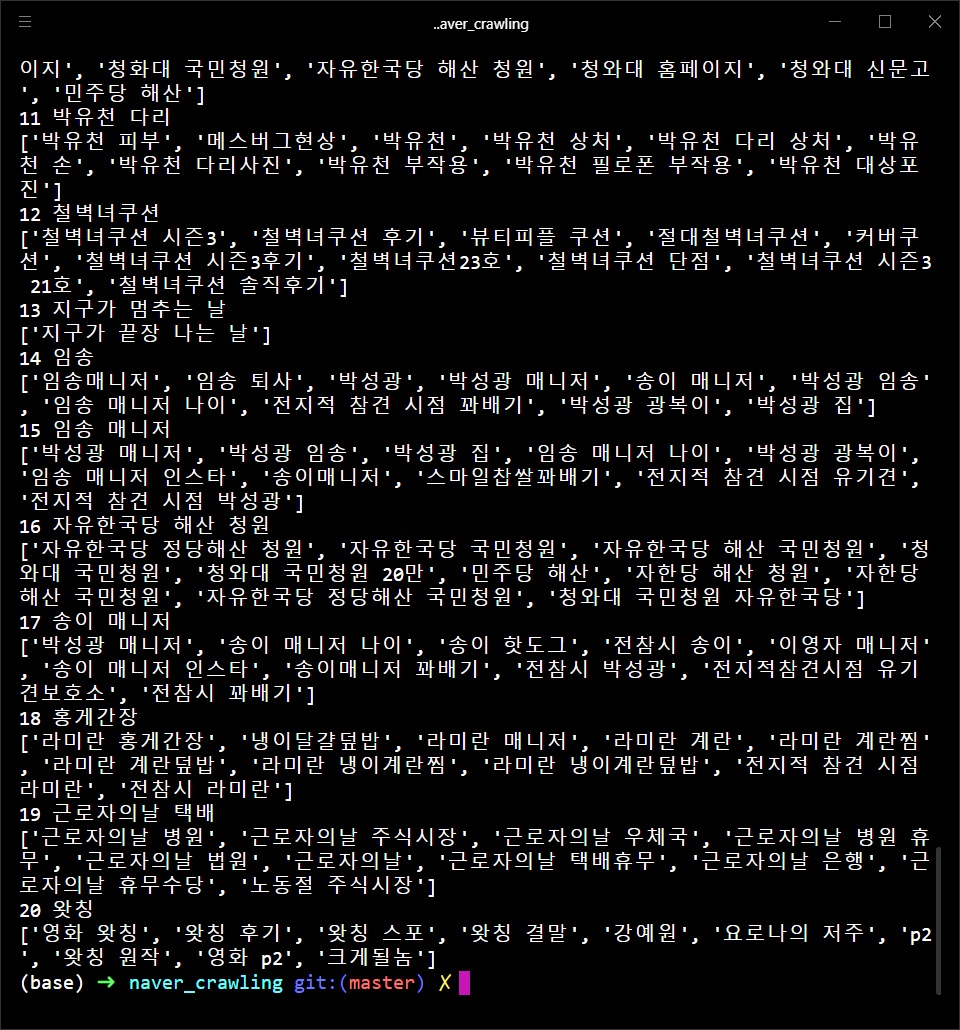 ..aver_crawling
이지', '청화대 국민청원', '자유한국당 해산 청원', '청와대 홈페이지', '청와대 신문고
', '민주당 해산']
11 박유천 다리
['박유천 피부', '메스버그현상', '박유천', '박유천 상처', '박유천 다리 상처', '박유
천 손', '박유천 다리사진', '박유천 부작용', '박유천 필로폰 부작용', '박유천 대상포
진']
12 철벽녀쿠션
['철벽녀쿠션 시즌3', '철벽녀쿠션 후기', '뷰티피플 쿠션', '절대철벽녀쿠션', '커버쿠
션', '철벽녀쿠션 시즌3후기', '철벽녀쿠션23호', '철벽녀쿠션 단점', '철벽녀쿠션 시즌3
 21호', '철벽녀쿠션 솔직후기']
13 지구가 멈추는 날
['지구가 끝장 나는 날']
14 임송
['임송매니저', '임송 퇴사', '박성광', '박성광 매니저', '송이 매니저', '박성광 임송'
, '임송 매니저 나이', '전지적 참견 시점 꽈배기', '박성광 광복이', '박성광 집']
15 임송 매니저
['박성광 매니저', '박성광 임송', '박성광 집', '임송 매니저 나이', '박성광 광복이',
'임송 매니저 인스타', '송이매니저', '스마일찹쌀꽈배기', '전지적 참견 시점 유기견',
'전지적 참견 시점 박성광']
16 자유한국당 해산 청원
['자유한국당 정당해산 청원', '자유한국당 국민청원', '자유한국당 해산 국민청원', '청
와대 국민청원', '청와대 국민청원 20만', '민주당 해산', '자한당 해산 청원', '자한당
해산 국민청원', '자유한국당 정당해산 국민청원', '청와대 국민청원 자유한국당']
17 송이 매니저
['박성광 매니저', '송이 매니저 나이', '송이 핫도그', '전참시 송이', '이영자 매니저'
, '송이 매니저 인스타', '송이매니저 꽈배기', '전참시 박성광', '전지적참견시점 유기
견보호소', '전참시 꽈배기']
18 홍게간장
['라미란 홍게간장', '냉이달걀덮밥', '라미란 매니저', '라미란 계란', '라미란 계란찜'
, '라미란 계란덮밥', '라미란 냉이계란찜', '라미란 냉이계란덮밥', '전지적 참견 시점
라미란', '전참시 라미란']
19 근로자의날 택배
['근로자의날 병원', '근로자의날 주식시장', '근로자의날 우체국', '근로자의날 병원 휴
무', '근로자의날 법원', '근로자의날', '근로자의날 택배휴무', '근로자의날 은행', '근
로자의날 휴무수당', '노동절 주식시장']
20 왓칭
['영화 왓칭', '왓칭 후기', '왓칭 스포', '왓칭 결말', '강예원', '요로나의 저주', 'p2
', '왓칭 원작', '영화 p2', '크게될놈']
(base) ➜ naver_crawling git:(master) ✗